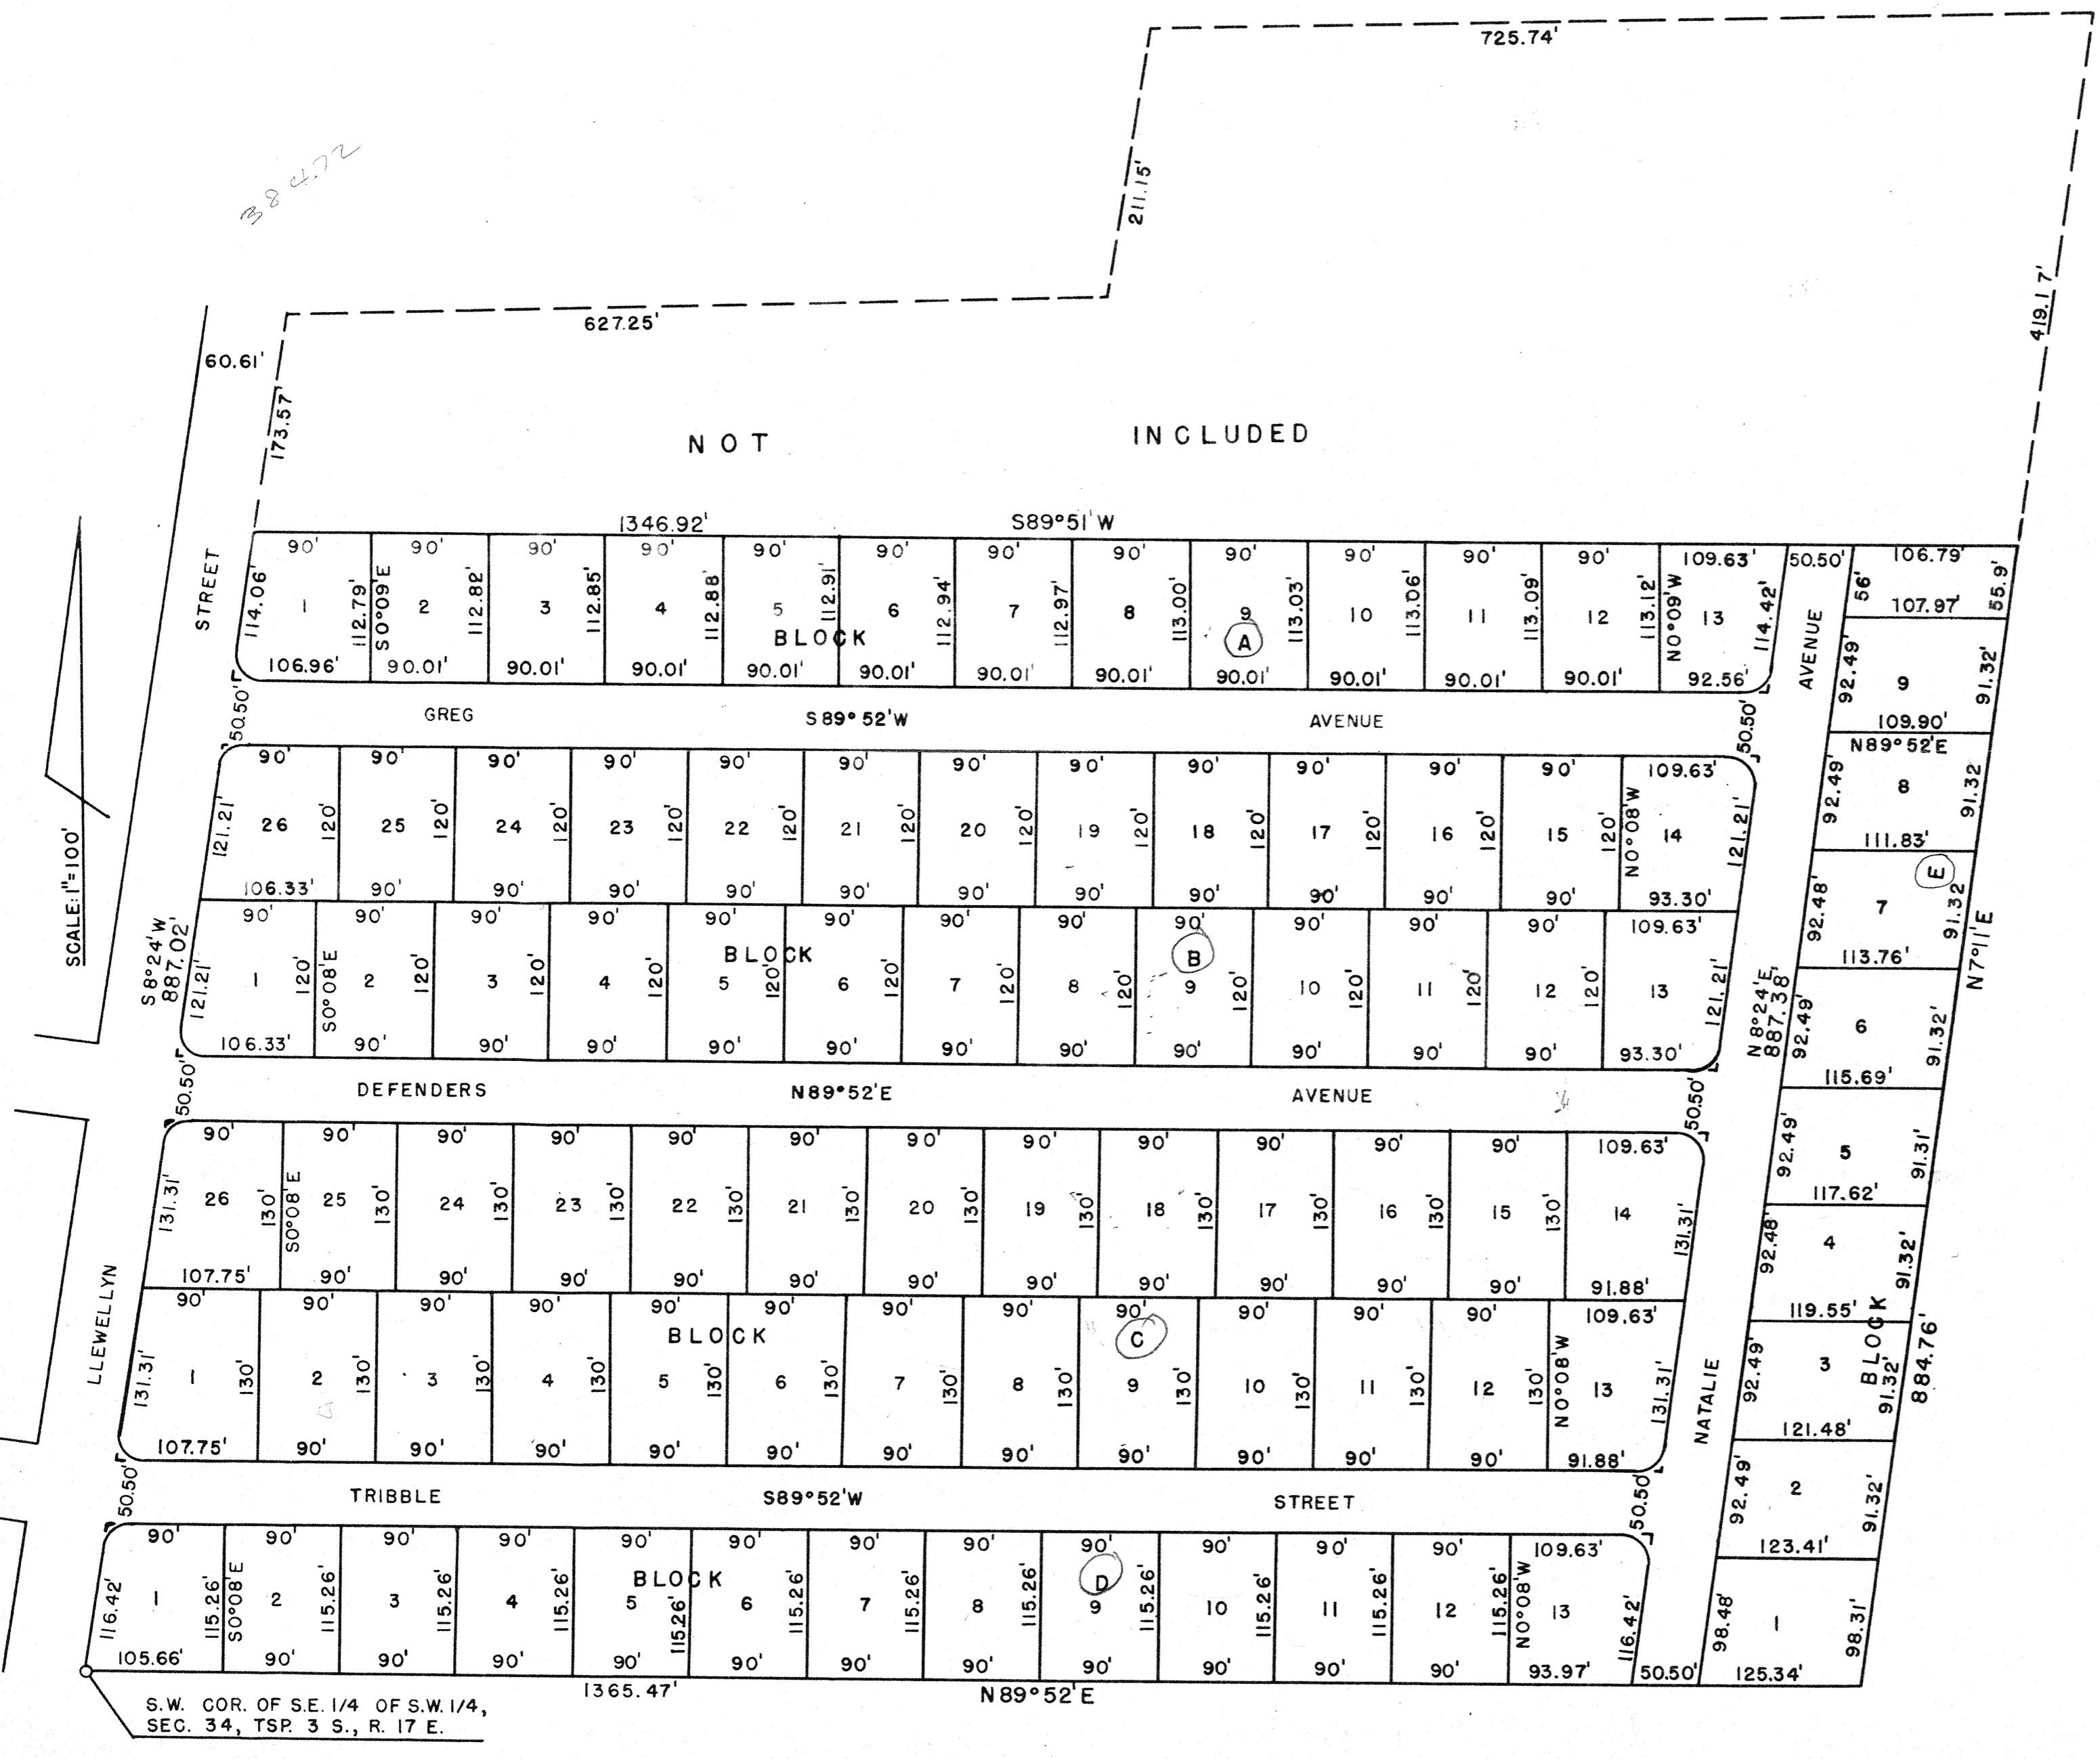 725.74'
384.72
211.15'
419.17'
627.25'
60.61'
173.57'
NOT INCLUDED
1346.92' S89°51'W
STREET
90' 90' 90' 90' 90' 90' 90' 90' 90' 90' 90' 90' 109.63' 50.50' 106.79'
114.06' 1 112.79' S0°09'E 2 112.82' 3 112.85' 4 112.88' 5 112.91' 6 112.94' 7 112.97' 8 113.00' 9 113.03' 10 113.06' 11 113.09' 12 113.12' N0°09'W 13 114.42' 56' 55.9'
107.97'
BLOCK A
106.96' 90.01' 90.01' 90.01' 90.01' 90.01' 90.01' 90.01' 90.01' 90.01' 90.01' 90.01' 92.56'
AVENUE
92.49' 9 91.32'
109.90'
50.50' GREG S89°52'W AVENUE 50.50'
N89°52'E
90' 90' 90' 90' 90' 90' 90' 90' 90' 90' 90' 90' 109.63'
92.49' 8 91.32
111.83'
121.21' 26 120' 25 120' 24 120' 23 120' 22 120' 21 120' 20 120' 19 120' 18 120' 17 120' 16 120' 15 120' N0°08'W 14 121.21'
106.33' 90' 90' 90' 90' 90' 90' 90' 90' 90' 90' 90' 93.30'
E
92.48' 7 91.32
113.76'
SCALE: 1"=100'
S8°24'W
887.02'
90' 90' 90' 90' 90' 90' 90' 90' 90' 90' 90' 90' 109.63'
BLOCK B
121.21' 1 120' S0°08'E 2 120' 3 120' 4 120' 5 120' 6 120' 7 120' 8 120' 9 120' 10 120' 11 120' 12 120' 13 121.21'
106.33' 90' 90' 90' 90' 90' 90' 90' 90' 90' 90' 90' 93.30'
N8°24'E
887.38'
N7°11'E
92.49' 6 91.32'
115.69'
50.50' DEFENDERS N89°52'E AVENUE 50.50'
90' 90' 90' 90' 90' 90' 90' 90' 90' 90' 90' 90' 109.63'
92.49' 5 91.31'
117.62'
131.31' 26 130' S0°08'E 25 130' 24 130' 23 130' 22 130' 21 130' 20 130' 19 130' 18 130' 17 130' 16 130' 15 130' 14 131.31'
107.75' 90' 90' 90' 90' 90' 90' 90' 90' 90' 90' 90' 91.88'
92.48' 4 91.32'
119.55'
LLEWELLYN
90' 90' 90' 90' 90' 90' 90' 90' 90' 90' 90' 90' 109.63'
BLOCK C
131.31' 1 130' 2 130' 3 130' 4 130' 5 130' 6 130' 7 130' 8 130' 9 130' 10 130' 11 130' 12 130' N0°08'W 13 131.31'
107.75' 90' 90' 90' 90' 90' 90' 90' 90' 90' 90' 90' 91.88'
NATALIE
92.49' 3 91.32'
BLOCK
884.76'
121.48'
50.50' TRIBBLE S89°52'W STREET 50.50'
92.49' 2 91.32'
123.41'
90' 90' 90' 90' 90' 90' 90' 90' 90' 90' 90' 90' 109.63'
BLOCK D
116.42' 1 115.26' S0°08'E 2 115.26' 3 115.26' 4 115.26' 5 115.26' 6 115.26' 7 115.26' 8 115.26' 9 115.26' 10 115.26' 11 115.26' 12 115.26' N0°08'W 13 116.42'
98.48' 1 98.31'
105.66' 90' 90' 90' 90' 90' 90' 90' 90' 90' 90' 90' 93.97' 50.50' 125.34'
1365.47' N89°52'E
S.W. COR. OF S.E. 1/4 OF S.W. 1/4,
SEC. 34, TSP. 3 S., R. 17 E.